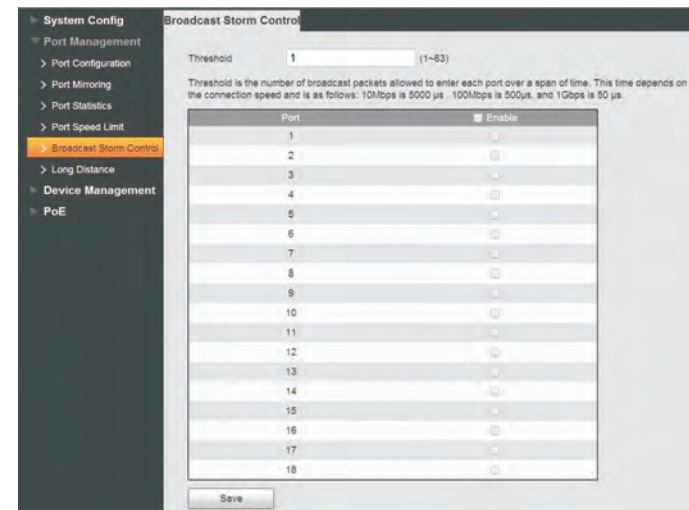 System Config
Port Management
Port Configuration
Port Mirroring
Port Statistics
Port Speed Limit
Broadcast Storm Control
Long Distance
Device Management
PoE
Broadcast Storm Control
Threshold 1 (1~63)
Threshold is the number of broadcast packets allowed to enter each port over a span of time. This time depends on
the connection speed and is as follows: 10Mbps is 5000 µs . 100Mbps is 500µs, and 1Gbps is 50 µs.
Port Enable
1
2
3
4
5
6
7
8
9
10
11
12
13
14
15
16
17
18
Save